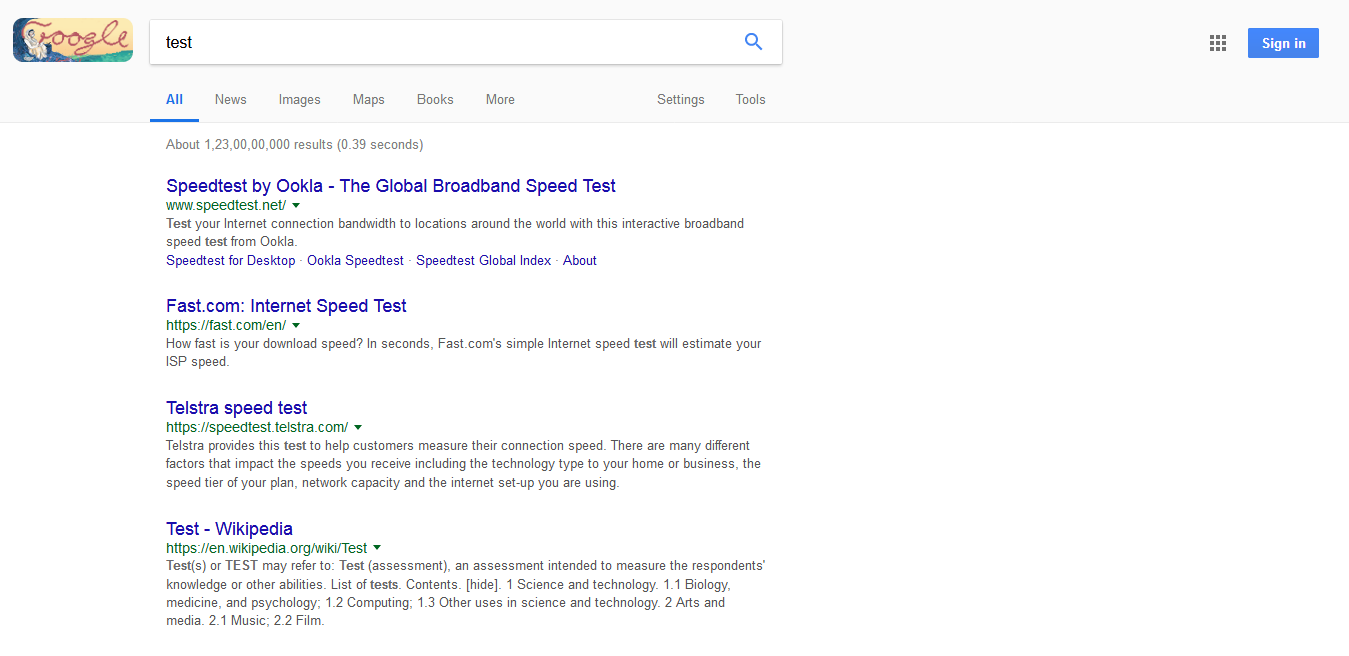 Google
test
Sign in
All News Images Maps Books More Settings Tools
About 1,23,00,00,000 results (0.39 seconds)
Speedtest by Ookla - The Global Broadband Speed Test
www.speedtest.net/
Test your Internet connection bandwidth to locations around the world with this interactive broadband
speed test from Ookla.
Speedtest for Desktop · Ookla Speedtest · Speedtest Global Index · About
Fast.com: Internet Speed Test
https://fast.com/en/
How fast is your download speed? In seconds, Fast.com's simple Internet speed test will estimate your
ISP speed.
Telstra speed test
https://speedtest.telstra.com/
Telstra provides this test to help customers measure their connection speed. There are many different
factors that impact the speeds you receive including the technology type to your home or business, the
speed tier of your plan, network capacity and the internet set-up you are using.
Test - Wikipedia
https://en.wikipedia.org/wiki/Test
Test(s) or TEST may refer to: Test (assessment), an assessment intended to measure the respondents'
knowledge or other abilities. List of tests. Contents. [hide]. 1 Science and technology. 1.1 Biology,
medicine, and psychology; 1.2 Computing; 1.3 Other uses in science and technology. 2 Arts and
media. 2.1 Music; 2.2 Film.